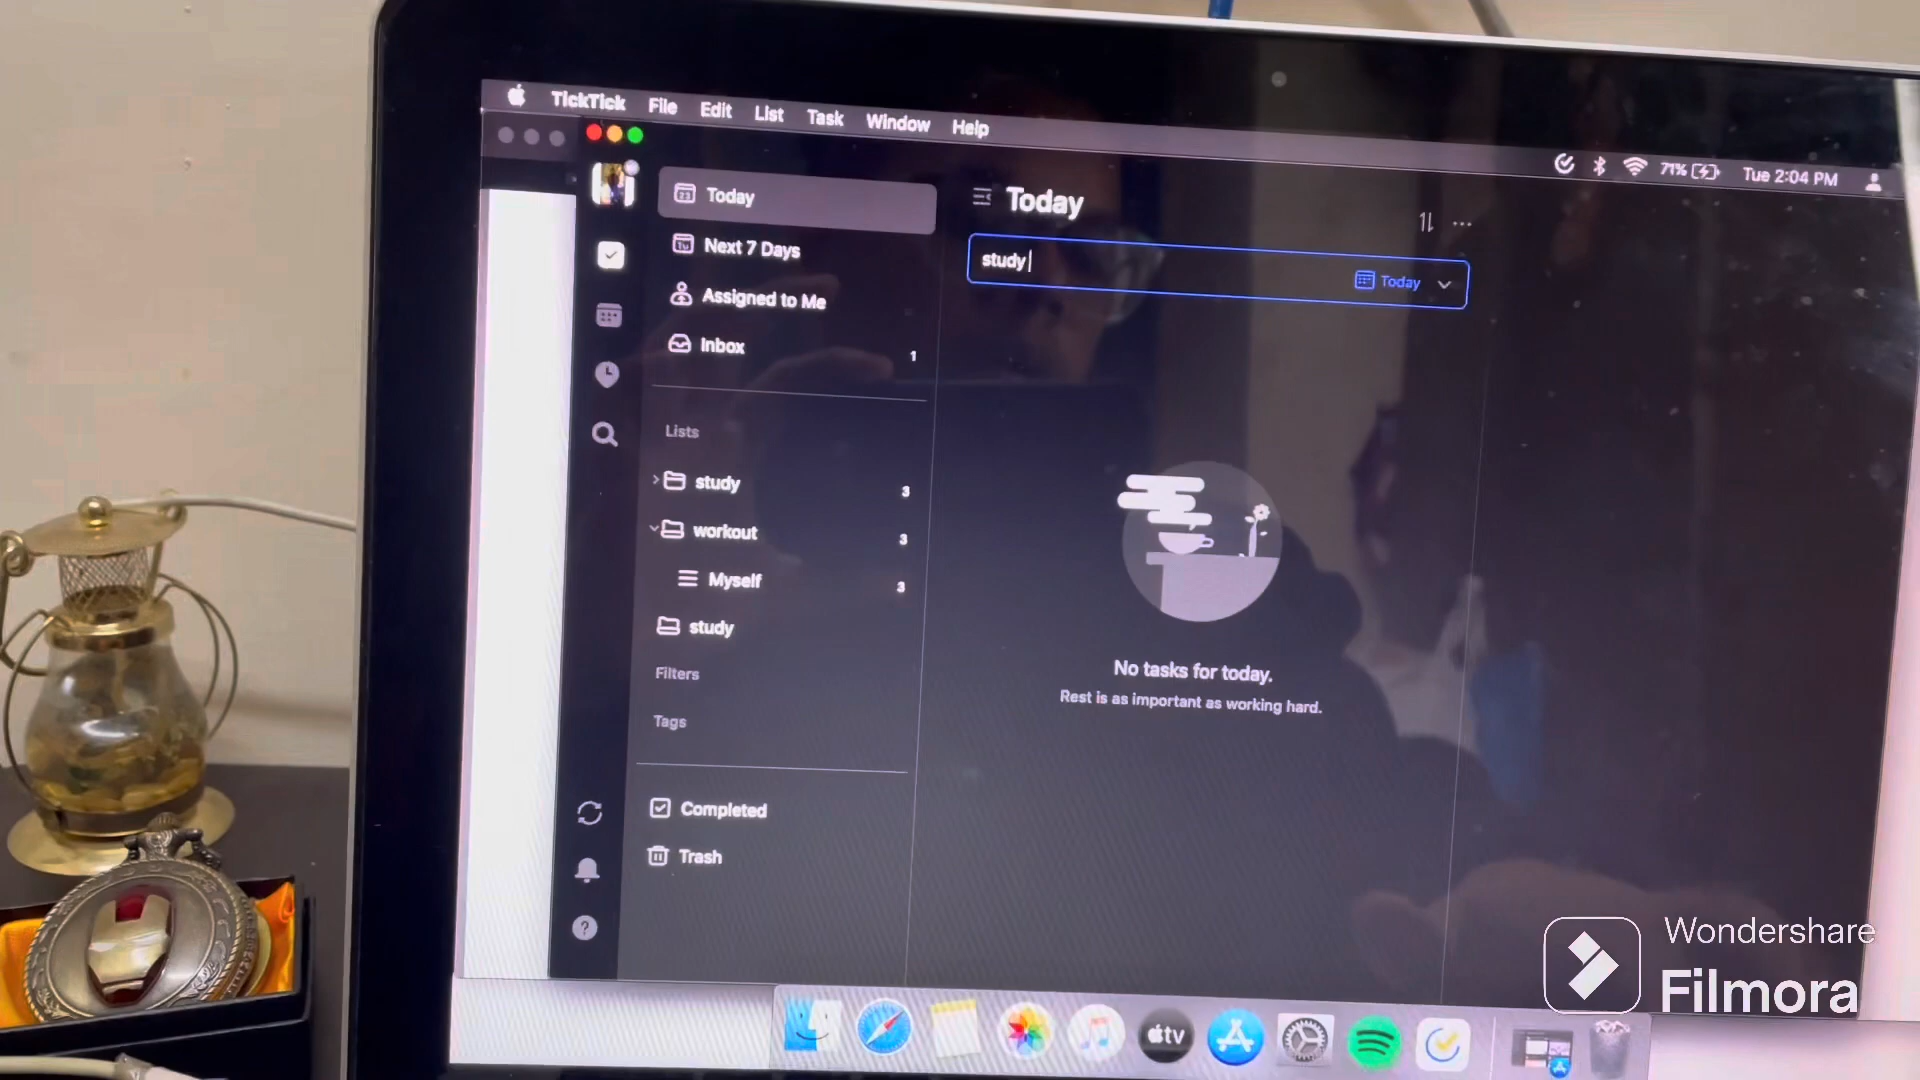 TickTick File Edit List Task Window Help
71% Tue 2:04 PM
Today
Next 7 Days
Assigned to Me
Inbox 1
Lists
study 3
workout 3
Myself 3
study
Filters
Tags
Completed
Trash
Today
study Today
No tasks for today.
Rest is as important as working hard.
tv
Wondershare
Filmora